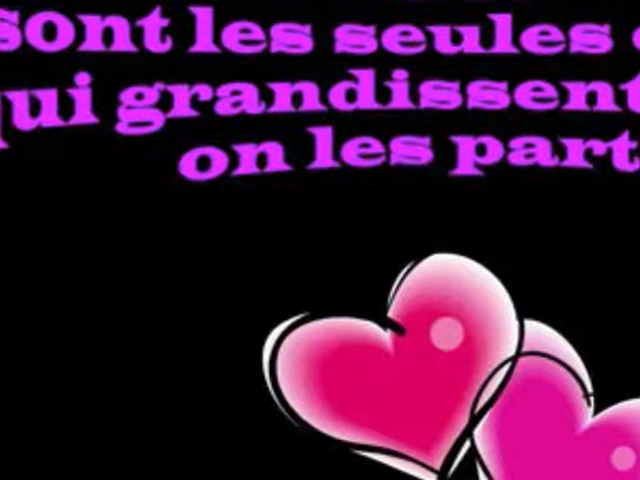 sont les seules
qui grandissent
on les part